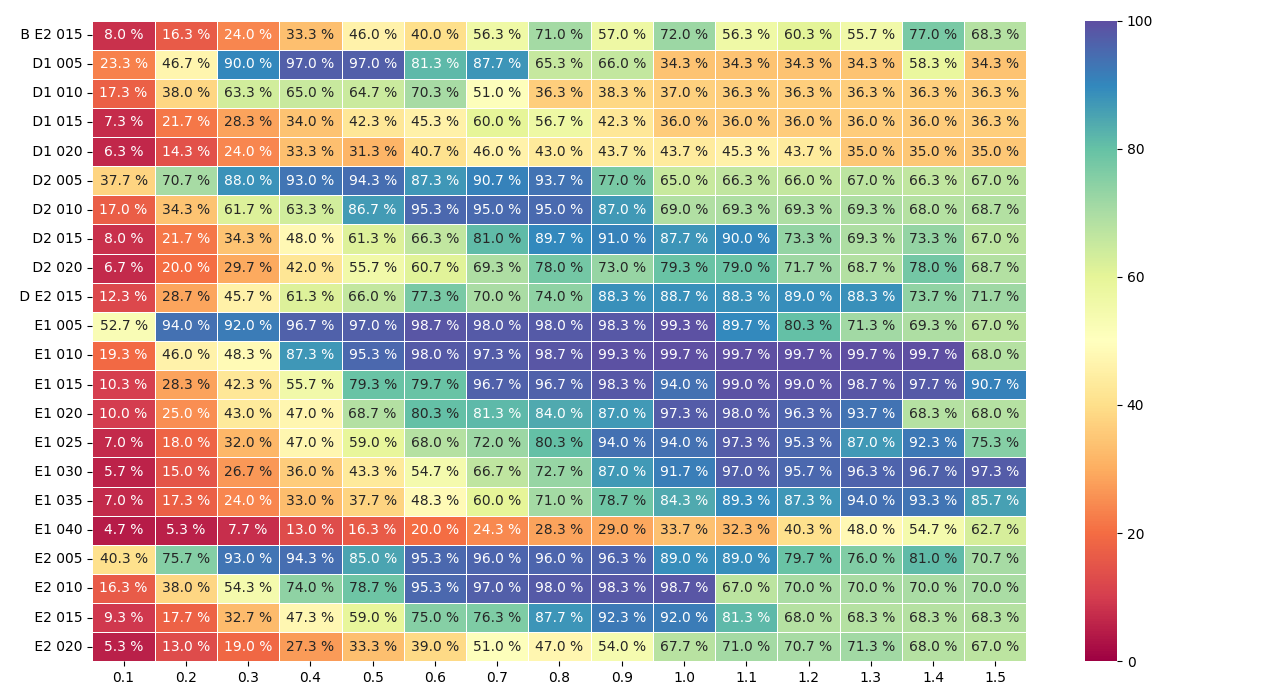 B E2 015 8.0 % 16.3 % 24.0 % 33.3 % 46.0 % 40.0 % 56.3 % 71.0 % 57.0 % 72.0 % 56.3 % 60.3 % 55.7 % 77.0 % 68.3 %
D1 005 23.3 % 46.7 % 90.0 % 97.0 % 97.0 % 81.3 % 87.7 % 65.3 % 66.0 % 34.3 % 34.3 % 34.3 % 34.3 % 58.3 % 34.3 %
D1 010 17.3 % 38.0 % 63.3 % 65.0 % 64.7 % 70.3 % 51.0 % 36.3 % 38.3 % 37.0 % 36.3 % 36.3 % 36.3 % 36.3 % 36.3 %
D1 015 7.3 % 21.7 % 28.3 % 34.0 % 42.3 % 45.3 % 60.0 % 56.7 % 42.3 % 36.0 % 36.0 % 36.0 % 36.0 % 36.0 % 36.3 %
D1 020 6.3 % 14.3 % 24.0 % 33.3 % 31.3 % 40.7 % 46.0 % 43.0 % 43.7 % 43.7 % 45.3 % 43.7 % 35.0 % 35.0 % 35.0 %
D2 005 37.7 % 70.7 % 88.0 % 93.0 % 94.3 % 87.3 % 90.7 % 93.7 % 77.0 % 65.0 % 66.3 % 66.0 % 67.0 % 66.3 % 67.0 %
D2 010 17.0 % 34.3 % 61.7 % 63.3 % 86.7 % 95.3 % 95.0 % 95.0 % 87.0 % 69.0 % 69.3 % 69.3 % 69.3 % 68.0 % 68.7 %
D2 015 8.0 % 21.7 % 34.3 % 48.0 % 61.3 % 66.3 % 81.0 % 89.7 % 91.0 % 87.7 % 90.0 % 73.3 % 69.3 % 73.3 % 67.0 %
D2 020 6.7 % 20.0 % 29.7 % 42.0 % 55.7 % 60.7 % 69.3 % 78.0 % 73.0 % 79.3 % 79.0 % 71.7 % 68.7 % 78.0 % 68.7 %
D E2 015 12.3 % 28.7 % 45.7 % 61.3 % 66.0 % 77.3 % 70.0 % 74.0 % 88.3 % 88.7 % 88.3 % 89.0 % 88.3 % 73.7 % 71.7 %
E1 005 52.7 % 94.0 % 92.0 % 96.7 % 97.0 % 98.7 % 98.0 % 98.0 % 98.3 % 99.3 % 89.7 % 80.3 % 71.3 % 69.3 % 67.0 %
E1 010 19.3 % 46.0 % 48.3 % 87.3 % 95.3 % 98.0 % 97.3 % 98.7 % 99.3 % 99.7 % 99.7 % 99.7 % 99.7 % 99.7 % 68.0 %
E1 015 10.3 % 28.3 % 42.3 % 55.7 % 79.3 % 79.7 % 96.7 % 96.7 % 98.3 % 94.0 % 99.0 % 99.0 % 98.7 % 97.7 % 90.7 %
E1 020 10.0 % 25.0 % 43.0 % 47.0 % 68.7 % 80.3 % 81.3 % 84.0 % 87.0 % 97.3 % 98.0 % 96.3 % 93.7 % 68.3 % 68.0 %
E1 025 7.0 % 18.0 % 32.0 % 47.0 % 59.0 % 68.0 % 72.0 % 80.3 % 94.0 % 94.0 % 97.3 % 95.3 % 87.0 % 92.3 % 75.3 %
E1 030 5.7 % 15.0 % 26.7 % 36.0 % 43.3 % 54.7 % 66.7 % 72.7 % 87.0 % 91.7 % 97.0 % 95.7 % 96.3 % 96.7 % 97.3 %
E1 035 7.0 % 17.3 % 24.0 % 33.0 % 37.7 % 48.3 % 60.0 % 71.0 % 78.7 % 84.3 % 89.3 % 87.3 % 94.0 % 93.3 % 85.7 %
E1 040 4.7 % 5.3 % 7.7 % 13.0 % 16.3 % 20.0 % 24.3 % 28.3 % 29.0 % 33.7 % 32.3 % 40.3 % 48.0 % 54.7 % 62.7 %
E2 005 40.3 % 75.7 % 93.0 % 94.3 % 85.0 % 95.3 % 96.0 % 96.0 % 96.3 % 89.0 % 89.0 % 79.7 % 76.0 % 81.0 % 70.7 %
E2 010 16.3 % 38.0 % 54.3 % 74.0 % 78.7 % 95.3 % 97.0 % 98.0 % 98.3 % 98.7 % 67.0 % 70.0 % 70.0 % 70.0 % 70.0 %
E2 015 9.3 % 17.7 % 32.7 % 47.3 % 59.0 % 75.0 % 76.3 % 87.7 % 92.3 % 92.0 % 81.3 % 68.0 % 68.3 % 68.3 % 68.3 %
E2 020 5.3 % 13.0 % 19.0 % 27.3 % 33.3 % 39.0 % 51.0 % 47.0 % 54.0 % 67.7 % 71.0 % 70.7 % 71.3 % 68.0 % 67.0 %
0.1 0.2 0.3 0.4 0.5 0.6 0.7 0.8 0.9 1.0 1.1 1.2 1.3 1.4 1.5
100
80
60
40
20
0